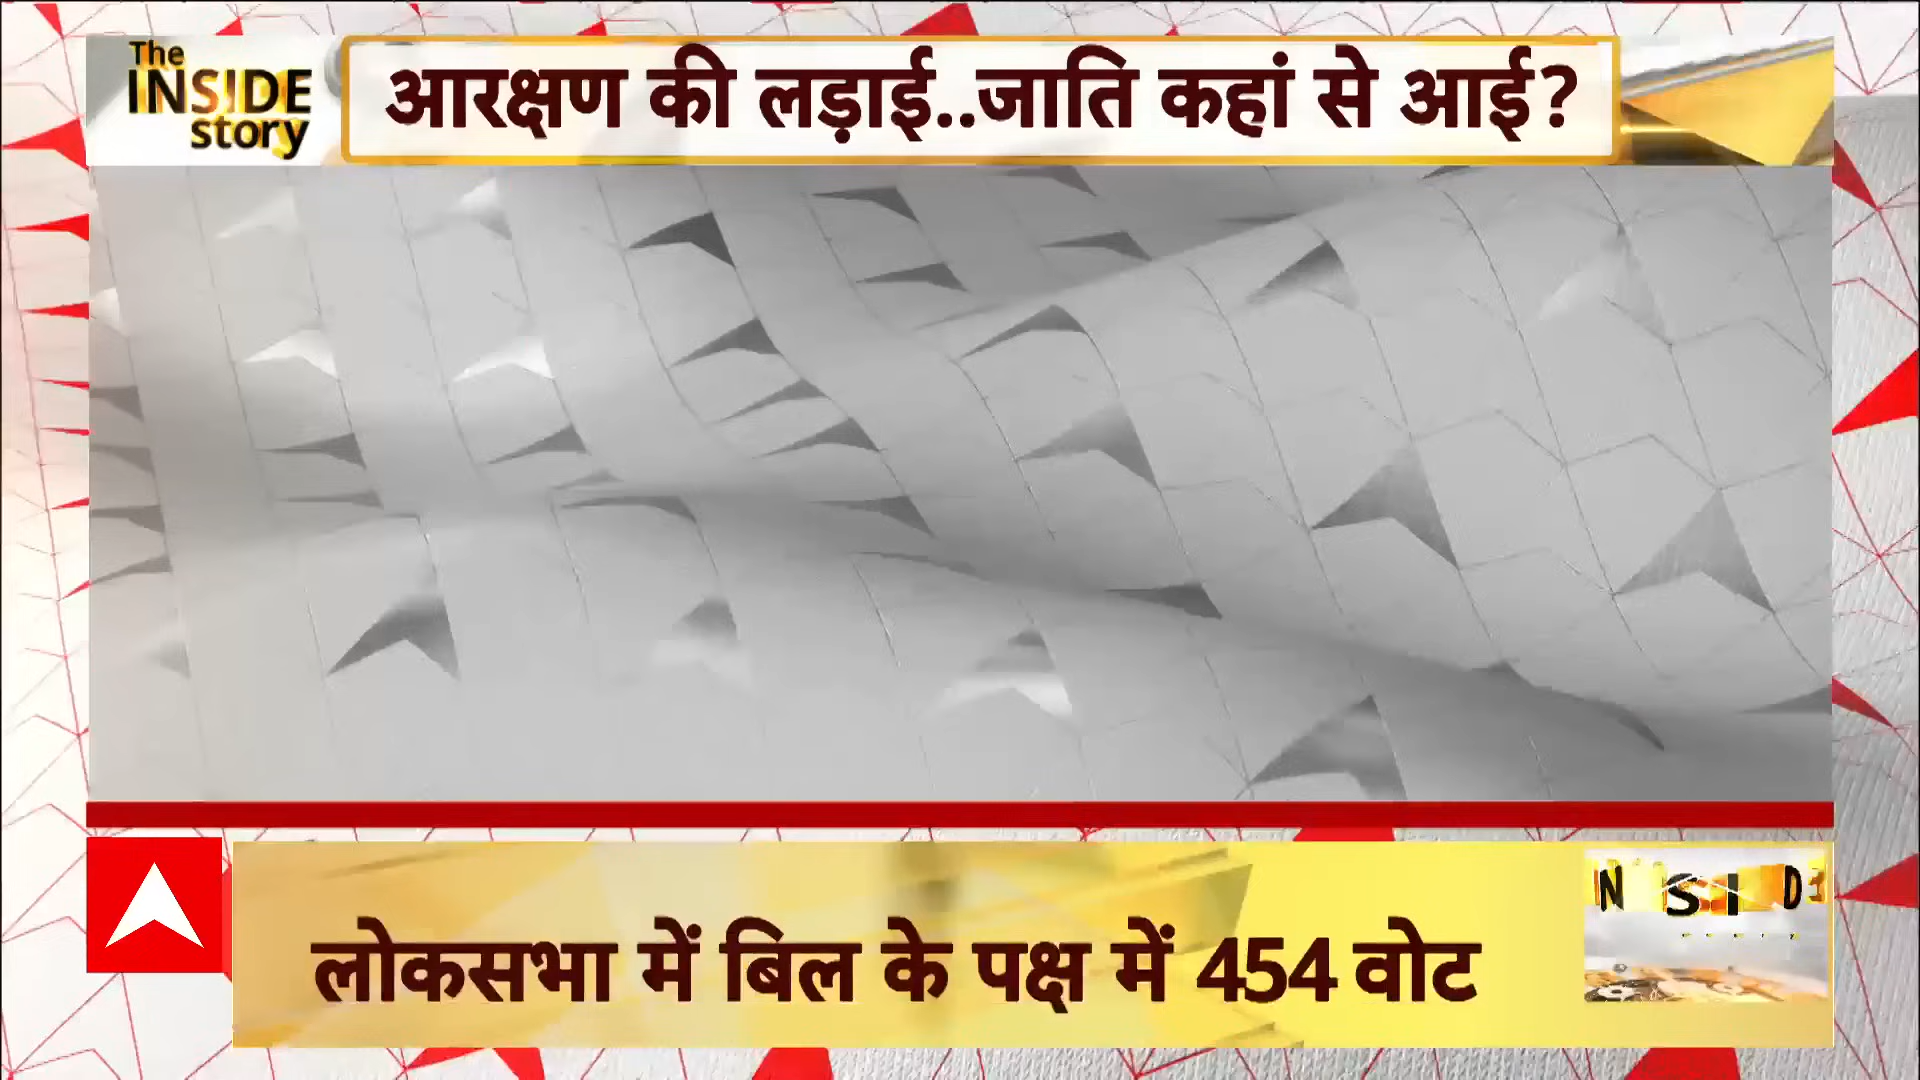 The
INSIDE
story
आरक्षण की लड़ाई..जाति कहां से आई?
लोकसभा में बिल के पक्ष में 454 वोट
N S I D